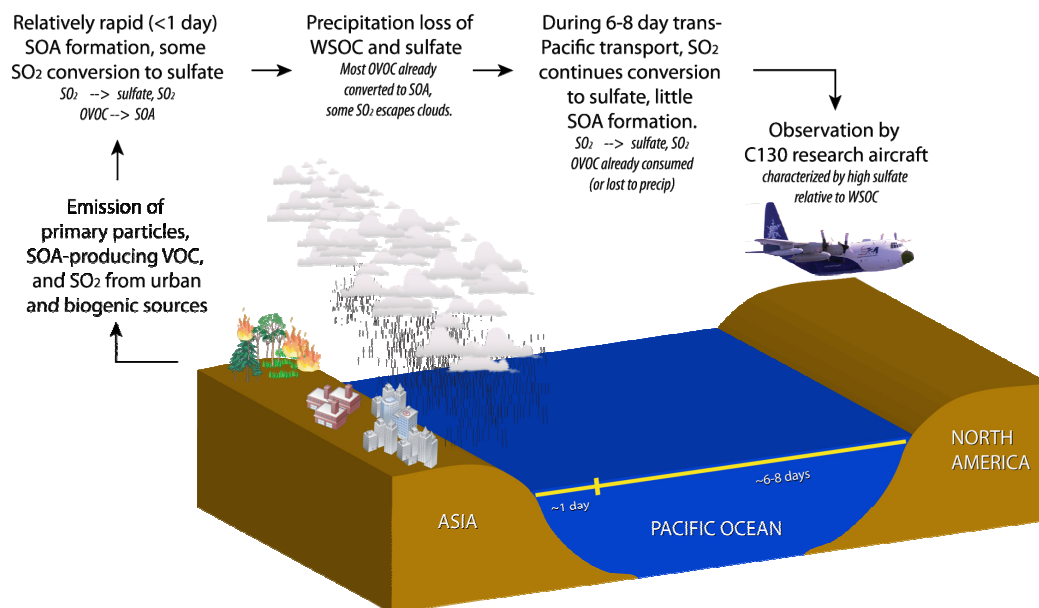 Relatively rapid (<1 day)
SOA formation, some
SO₂ conversion to sulfate
SO₂ --> sulfate, SO₂
OVOC --> SOA
Precipitation loss of
WSOC and sulfate
Most OVOC already
converted to SOA,
some SO₂ escapes clouds.
During 6-8 day trans-
Pacific transport, SO₂
continues conversion
to sulfate, little
SOA formation.
SO₂ --> sulfate, SO₂
OVOC already consumed
(or lost to precip)
Observation by
C130 research aircraft
characterized by high sulfate
relative to WSOC
Emission of
primary particles,
SOA-producing VOC,
and SO₂ from urban
and biogenic sources
NORTH
AMERICA
~6-8 days
~1 day
ASIA
PACIFIC OCEAN